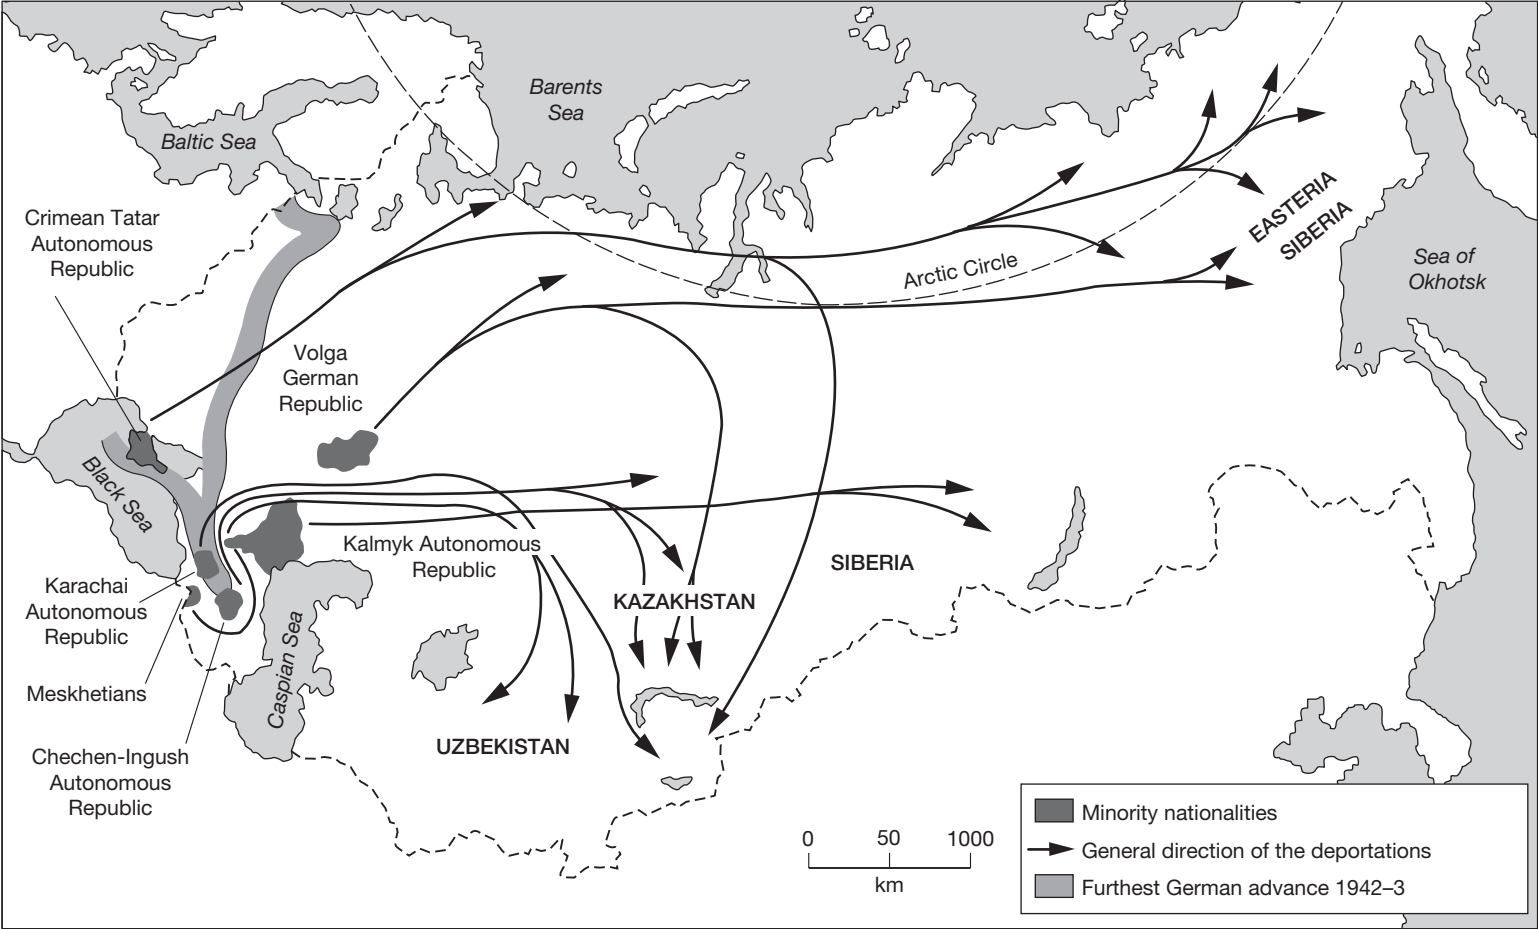 Barents
Sea
Baltic Sea
Crimean Tatar
Autonomous
Republic
EASTERIA
SIBERIA
Sea of
Okhotsk
Arctic Circle
Volga
German
Republic
Black Sea
Kalmyk Autonomous
Republic
SIBERIA
Karachai
Autonomous
Republic
KAZAKHSTAN
Caspian Sea
Meskhetians
UZBEKISTAN
Chechen-Ingush
Autonomous
Republic
0 50 1000
km
Minority nationalities
General direction of the deportations
Furthest German advance 1942–3